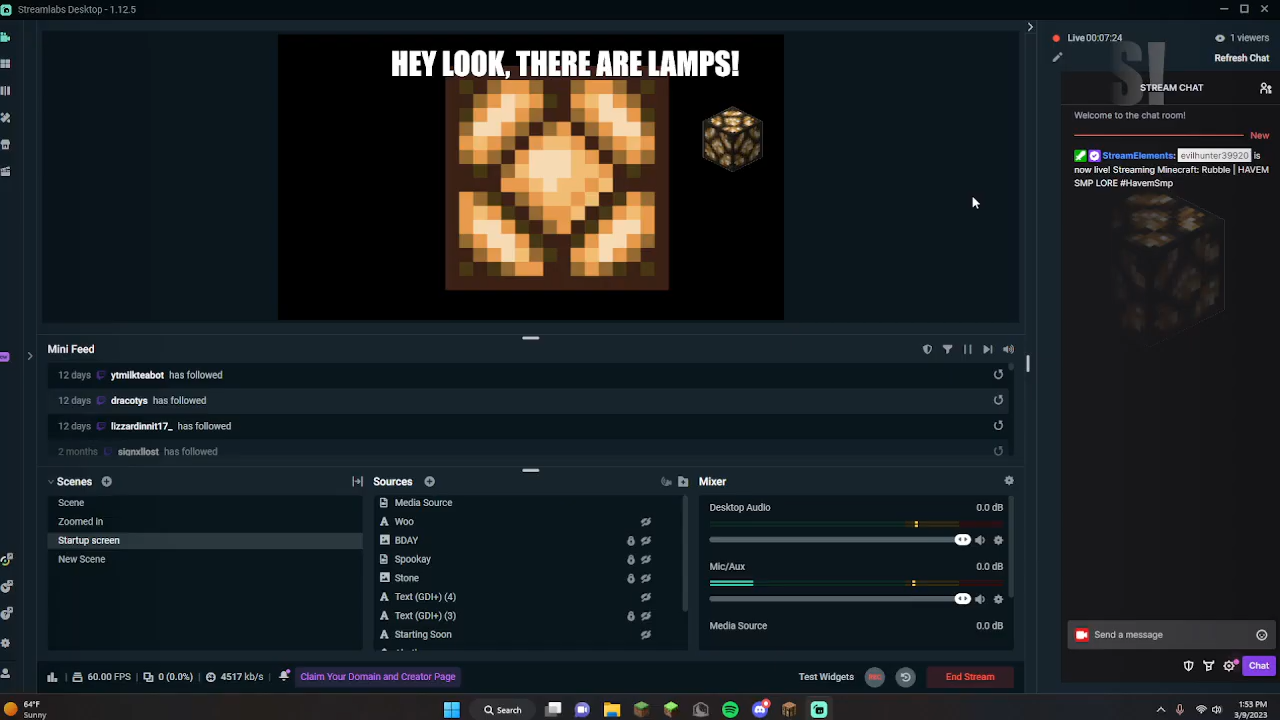 Streamlabs Desktop - 1.12.5
HEY LOOK, THERE ARE LAMPS!
Live 00:07:24
1 viewers
Refresh Chat
S!
STREAM CHAT
Welcome to the chat room!
New
StreamElements: evilhunter39920 is
now live! Streaming Minecraft: Rubble | HAVEM
SMP LORE #HavemSmp
Mini Feed
12 days ytmilkteabot has followed
12 days dracotys has followed
12 days lizzardinnit17_ has followed
2 months signxllost has followed
Scenes
Scene
Zoomed In
Startup screen
New Scene
Sources
Media Source
Woo
BDAY
Spookay
Stone
Text (GDI+) (4)
Text (GDI+) (3)
Starting Soon
Mixer
Desktop Audio 0.0 dB
Mic/Aux 0.0 dB
Media Source 0.0 dB
Send a message
Chat
60.00 FPS
0 (0.0%)
4517 kb/s
Claim Your Domain and Creator Page
Test Widgets
REC
End Stream
64°F
Sunny
Search
1:53 PM
3/9/2023